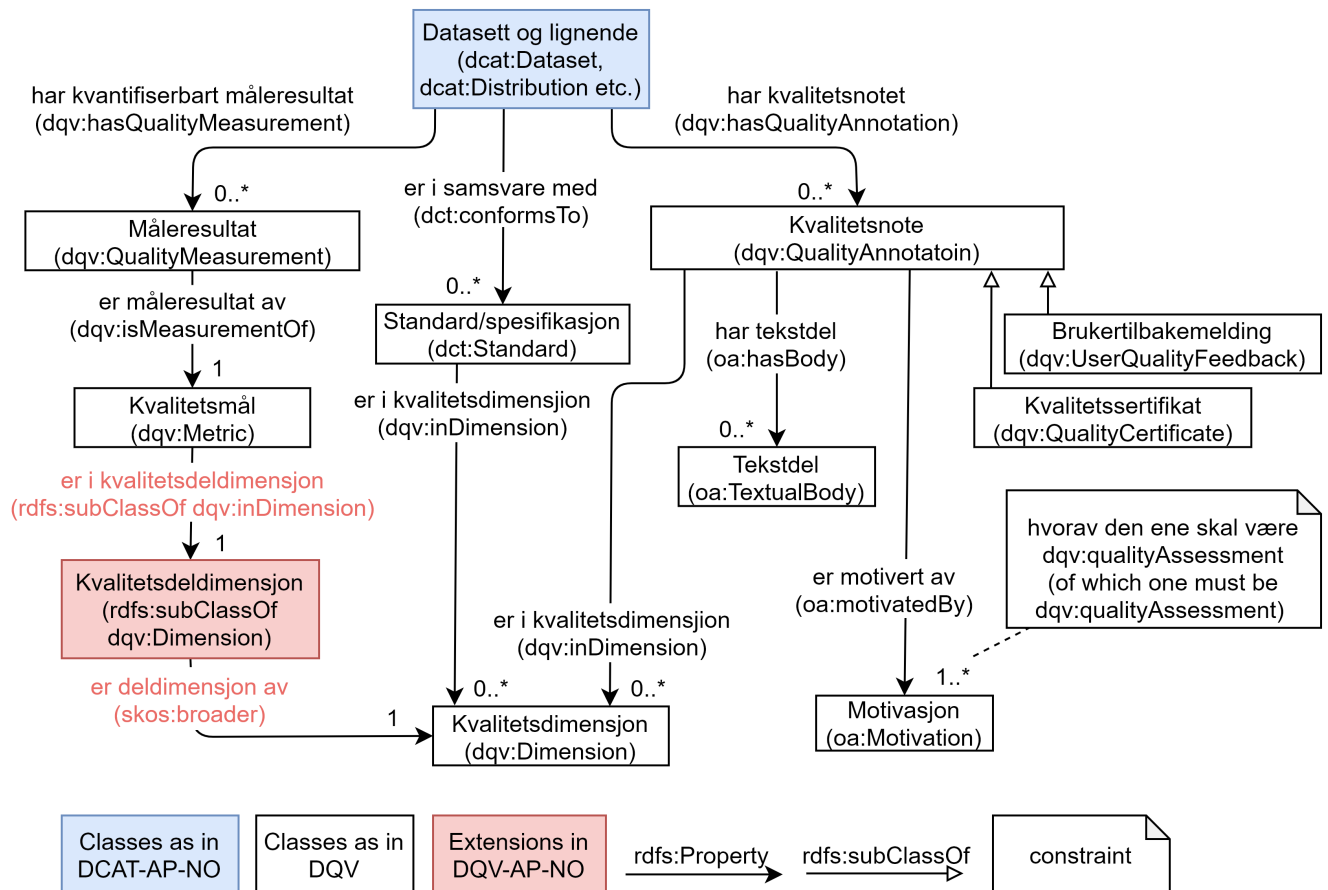 Datasett og lignende
(dcat:Dataset,
dcat:Distribution etc.)
har kvantifiserbart måleresultat
(dqv:hasQualityMeasurement)
har kvalitetsnotet
(dqv:hasQualityAnnotation)
er i samsvare med
(dct:conformsTo)
0..*
0..*
0..*
Måleresultat
(dqv:QualityMeasurement)
Kvalitetsnote
(dqv:QualityAnnotatoin)
er måleresultat av
(dqv:isMeasurementOf)
1
Standard/spesifikasjon
(dct:Standard)
har tekstdel
(oa:hasBody)
0..*
Brukertilbakemelding
(dqv:UserQualityFeedback)
Kvalitetsmål
(dqv:Metric)
er i kvalitetsdimensjion
(dqv:inDimension)
Kvalitetssertifikat
(dqv:QualityCertificate)
Tekstdel
(oa:TextualBody)
er i kvalitetsdeldimensjon
(rdfs:subClassOf dqv:inDimension)
1
hvorav den ene skal være
dqv:qualityAssessment
(of which one must be
dqv:qualityAssessment)
Kvalitetsdeldimensjon
(rdfs:subClassOf
dqv:Dimension)
er motivert av
(oa:motivatedBy)
1..*
er i kvalitetsdimensjion
(dqv:inDimension)
0..*
0..*
er deldimensjon av
(skos:broader)
1
Kvalitetsdimensjon
(dqv:Dimension)
Motivasjon
(oa:Motivation)
Classes as in
DCAT-AP-NO
Classes as in
DQV
Extensions in
DQV-AP-NO
rdfs:Property
rdfs:subClassOf
constraint